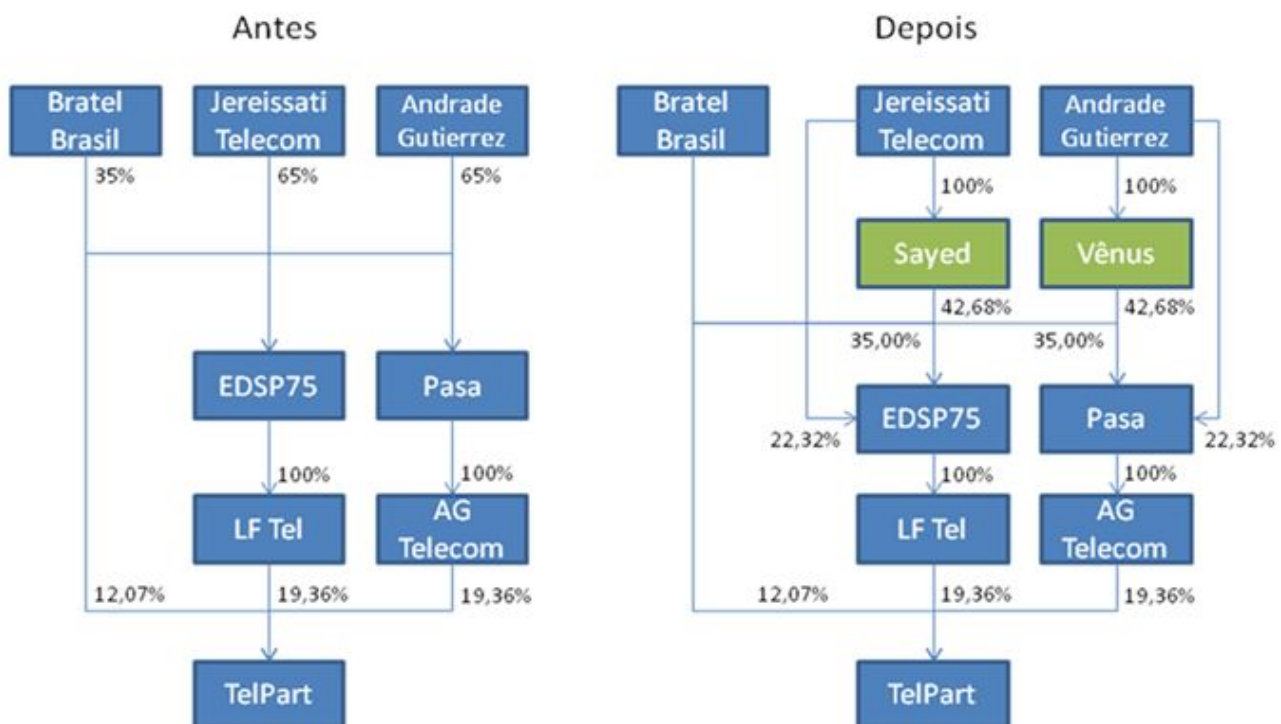 Antes
Bratel
Brasil
Jereissati
Telecom
Andrade
Gutierrez
35%
65%
65%
EDSP75
Pasa
100%
100%
LF Tel
AG
Telecom
12,07%
19,36%
19,36%
TelPart
Depois
Bratel
Brasil
Jereissati
Telecom
Andrade
Gutierrez
100%
100%
Sayed
Vênus
42,68%
42,68%
35,00%
35,00%
EDSP75
Pasa
22,32%
22,32%
100%
100%
LF Tel
AG
Telecom
12,07%
19,36%
19,36%
TelPart